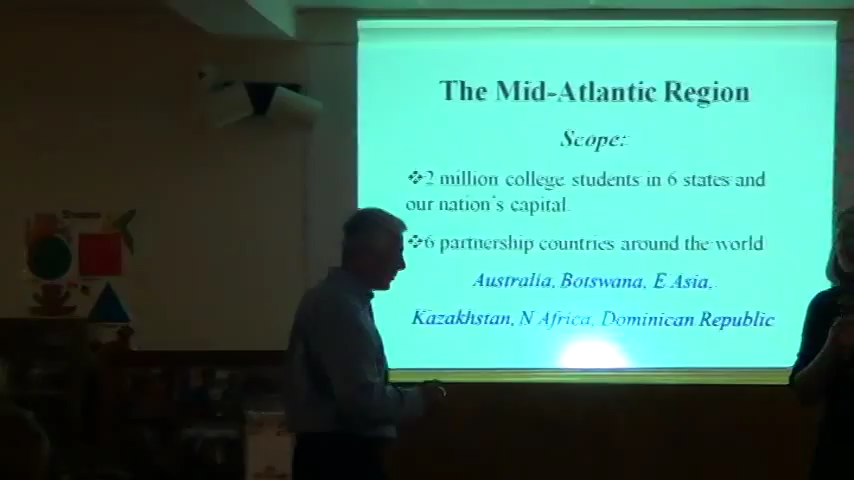 The Mid-Atlantic Region
Scope:
❖2 million college students in 6 states and
our nation's capital
❖6 partnership countries around the world
Australia, Botswana, E Asia,
Kazakhstan, N Africa, Dominican Republic